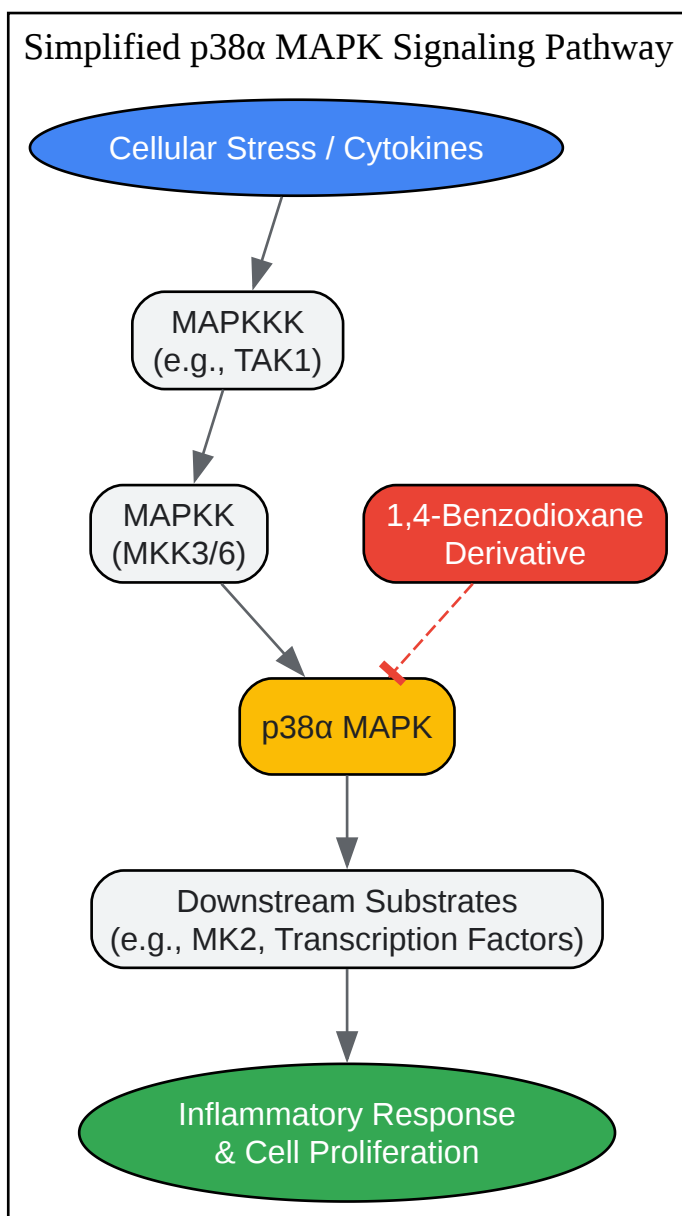 Simplified p38α MAPK Signaling Pathway
Cellular Stress / Cytokines
MAPKKK
(e.g., TAK1)
MAPKK
(MKK3/6)
1,4-Benzodioxane
Derivative
p38α MAPK
Downstream Substrates
(e.g., MK2, Transcription Factors)
Inflammatory Response
& Cell Proliferation